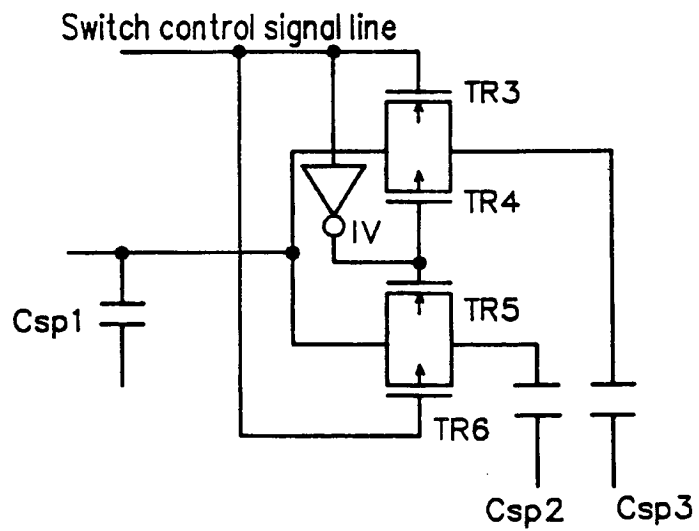 Switch control signal line
TR3
TR4
IV
Csp1
TR5
TR6
Csp2
Csp3